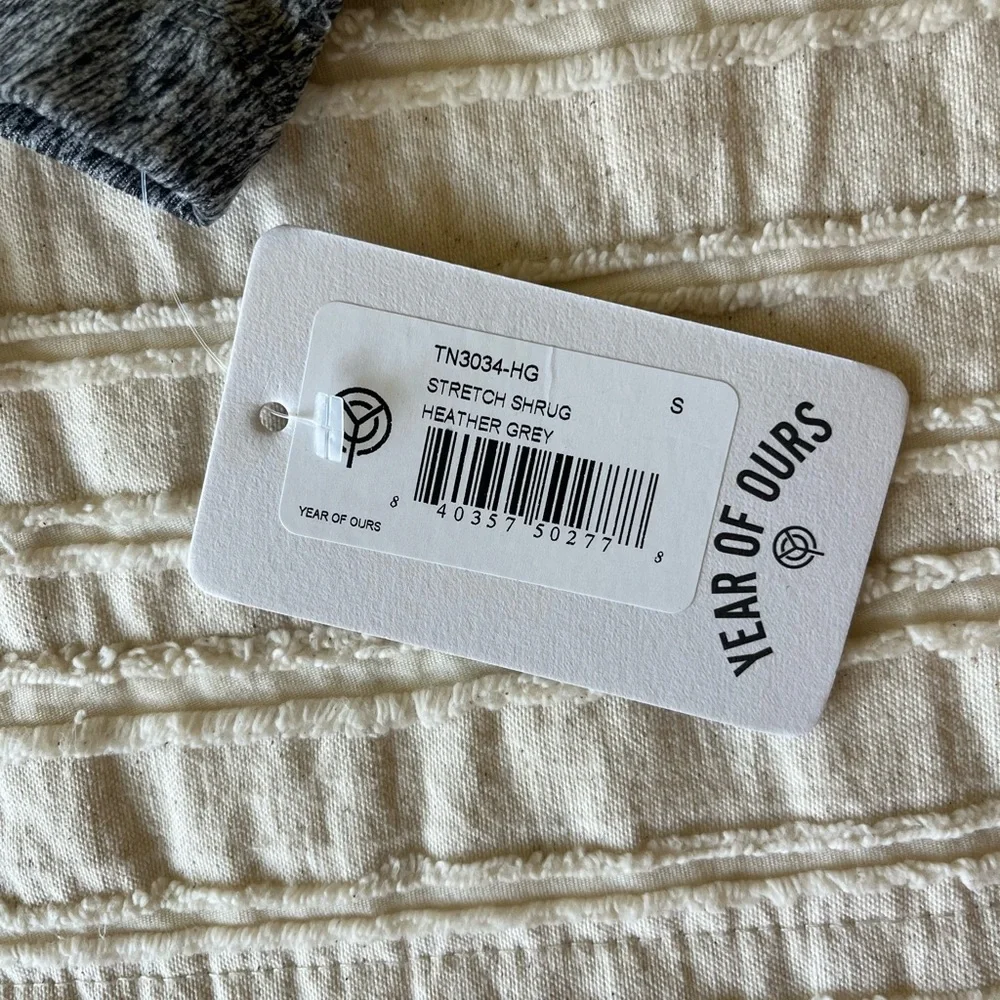 TN3034-HG
STRETCH SHRUG
HEATHER GREY
S
8 40357 50277 8
YEAR OF OURS
YEAR OF OURS